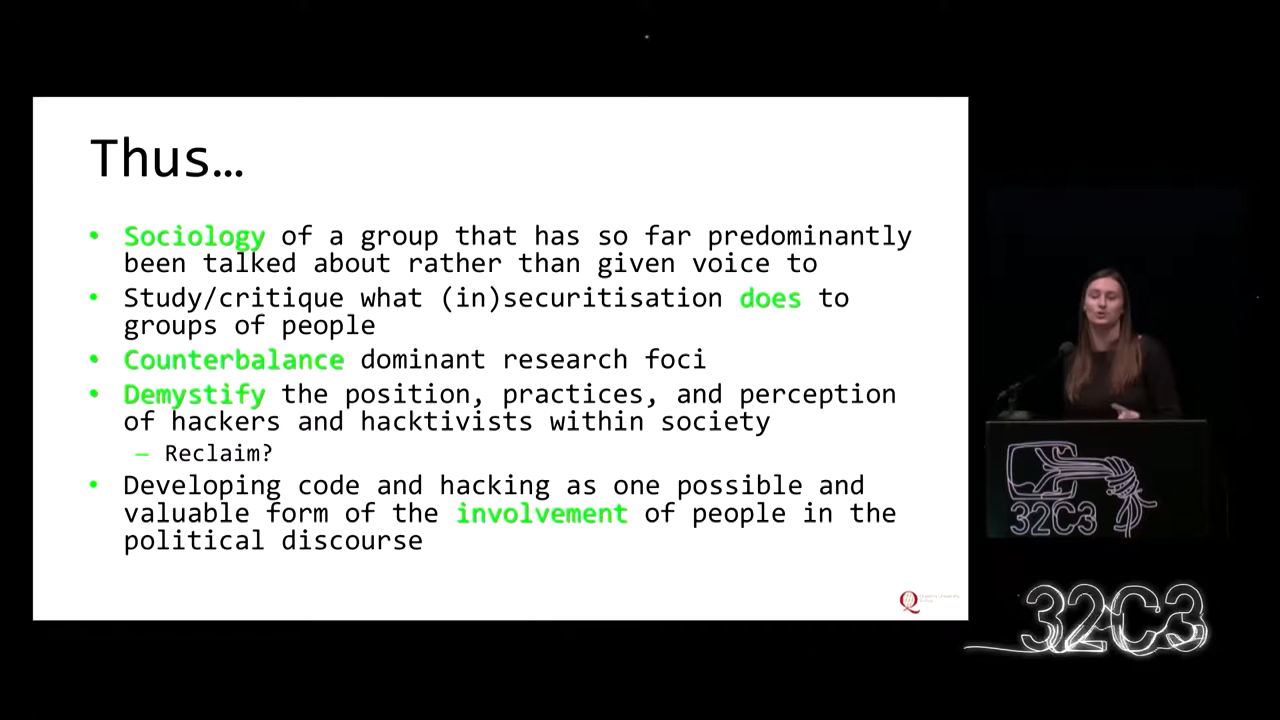 Thus…
• Sociology of a group that has so far predominantly
been talked about rather than given voice to
• Study/critique what (in)securitisation does to
groups of people
• Counterbalance dominant research foci
• Demystify the position, practices, and perception
of hackers and hacktivists within society
– Reclaim?
• Developing code and hacking as one possible and
valuable form of the involvement of people in the
political discourse
32C3
32C3